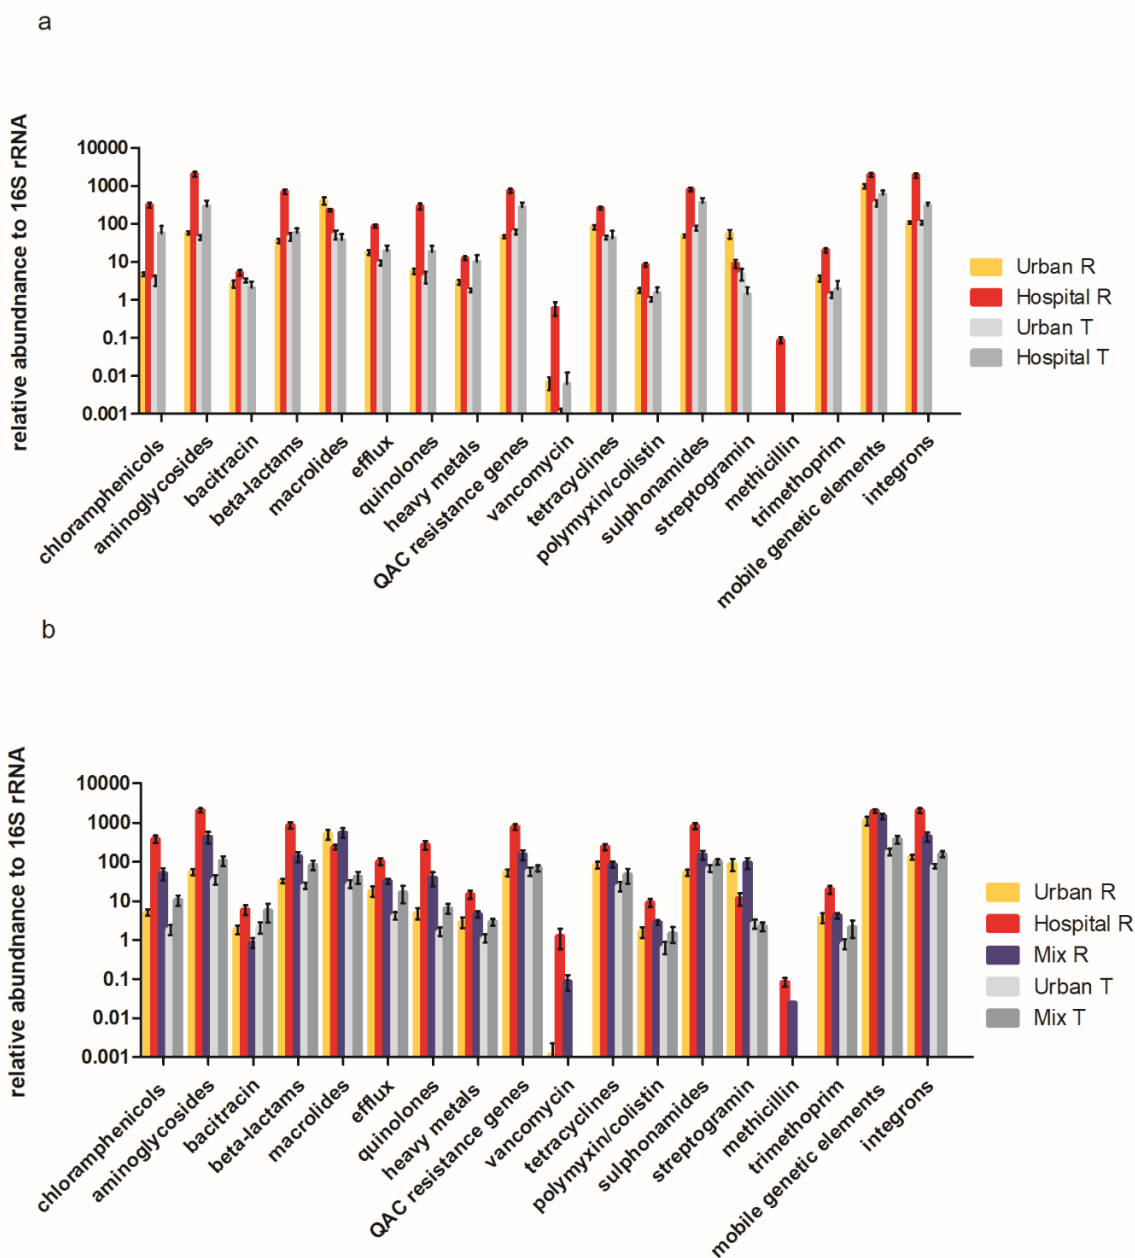 a
relative abundnance to 16S rRNA
10000
1000
100
10
1
0.1
0.01
0.001
chloramphenicols
aminoglycosides
bacitracin
beta-lactams
macrolides
efflux
quinolones
heavy metals
QAC resistance genes
vancomycin
tetracyclines
polymyxin/colistin
sulphonamides
streptogramin
methicillin
trimethoprim
mobile genetic elements
integrons
Urban R
Hospital R
Urban T
Hospital T
b
relative abundnance to 16S rRNA
10000
1000
100
10
1
0.1
0.01
0.001
chloramphenicols
aminoglycosides
bacitracin
beta-lactams
macrolides
efflux
quinolones
heavy metals
QAC resistance genes
vancomycin
tetracyclines
polymyxin/colistin
sulphonamides
streptogramin
methicillin
trimethoprim
mobile genetic elements
integrons
Urban R
Hospital R
Mix R
Urban T
Mix T